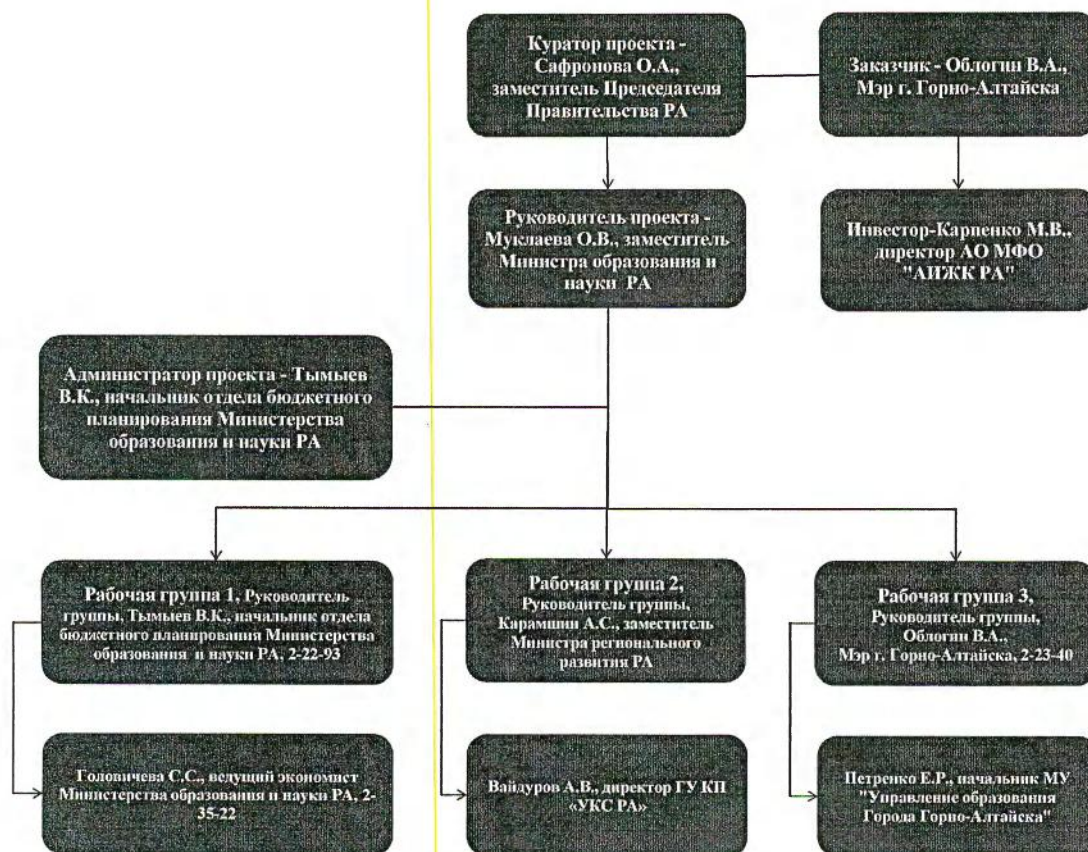 Куратор проекта -
Сафронова О.А.,
заместитель Председателя
Правительства РА
Заказчик - Облогин В.А.,
Мэр г. Горно-Алтайска
Руководитель проекта -
Муклаева О.В., заместитель
Министра образования и
науки РА
Инвестор-Карпенко М.В.,
директор АО МФО
"АИЖК РА"
Администратор проекта - Тымыев
В.К., начальник отдела бюджетного
планирования Министерства
образования и науки РА
Рабочая группа 1, Руководитель
группы, Тымыев В.К., начальник отдела
бюджетного планирования Министерства
образования и науки РА, 2-22-93
Рабочая группа 2,
Руководитель группы,
Карамшин А.С., заместитель
Министра регионального
развития РА
Рабочая группа 3,
Руководитель группы,
Облогин В.А.,
Мэр г. Горно-Алтайска, 2-23-40
Головичева С.С., ведущий экономист
Министерства образования и науки РА, 2-
35-22
Вайдуров А.В., директор ГУ КП
«УКС РА»
Петренко Е.Р., начальник МУ
"Управление образования
Города Горно-Алтайска"